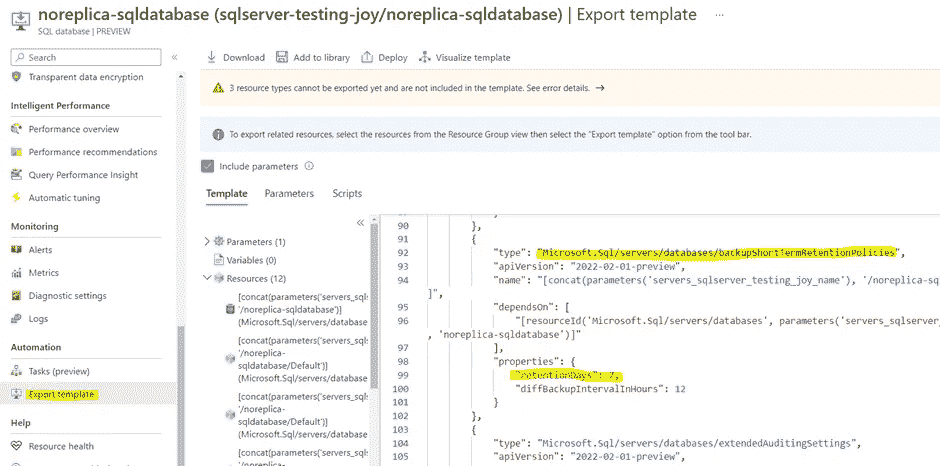 noreplica-sqldatabase (sqlserver-testing-joy/noreplica-sqldatabase) | Export template ...
SQL database | PREVIEW
Search
«
Transparent data encryption
Intelligent Performance
Performance overview
Performance recommendations
Query Performance Insight
Automatic tuning
Monitoring
Alerts
Metrics
Diagnostic settings
Logs
Automation
Tasks (preview)
Export template
Help
Resource health
Download
Add to library
Deploy
Visualize template
3 resource types cannot be exported yet and are not included in the template. See error details. →
To export related resources, select the resources from the Resource Group view then select the "Export template" option from the tool bar.
Include parameters
Template Parameters Scripts
«
Parameters (1)
Variables (0)
Resources (12)
[concat(parameters('servers_sqls
'/noreplica-sqldatabase')]
(Microsoft.Sql/servers/database
[concat(parameters('servers_sqls
'/noreplica-
sqldatabase/Default')]
(Microsoft.Sql/servers/database
[concat(parameters('servers_sqls
'/noreplica-
sqldatabase/Default')]
(Microsoft.Sql/servers/database
[concat(parameters('servers_sqls
'/noreplica-
90 },
91 {
92 "type": "Microsoft.Sql/servers/databases/backupShortTermRetentionPolicies",
93 "apiVersion": "2022-02-01-preview",
94 "name": "[concat(parameters('servers_sqlserver_testing_joy_name'), '/noreplica-sq
]",
95 "dependsOn": [
96 "[resourceId('Microsoft.Sql/servers/databases', parameters('servers_sqlserver_
, 'noreplica-sqldatabase')]"
97 ],
98 "properties": {
99 "retentionDays": 7,
100 "diffBackupIntervalInHours": 12
101 }
102 },
103 {
104 "type": "Microsoft.Sql/servers/databases/extendedAuditingSettings",
105 "apiVersion": "2022-02-01-preview",